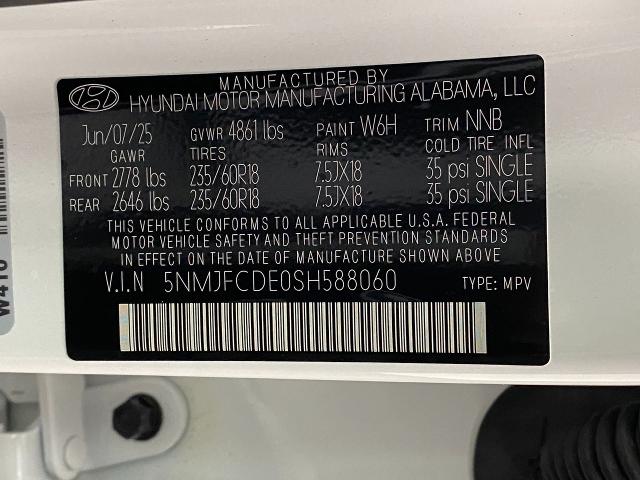 MANUFACTURED BY
HYUNDAI MOTOR MANUFACTURING ALABAMA, LLC
Jun/07/25 GVWR 4861 lbs PAINT W6H TRIM NNB
GAWR TIRES RIMS COLD TIRE INFL
FRONT 2778 lbs 235/60R18 7.5JX18 35 psi SINGLE
REAR 2646 lbs 235/60R18 7.5JX18 35 psi SINGLE
THIS VEHICLE CONFORMS TO ALL APPLICABLE U.S.A. FEDERAL
MOTOR VEHICLE SAFETY AND THEFT PREVENTION STANDARDS
IN EFFECT ON THE DATE OF MANUFACTURE SHOWN ABOVE
V.I.N 5NMJFCDE0SH588060 TYPE: MPV